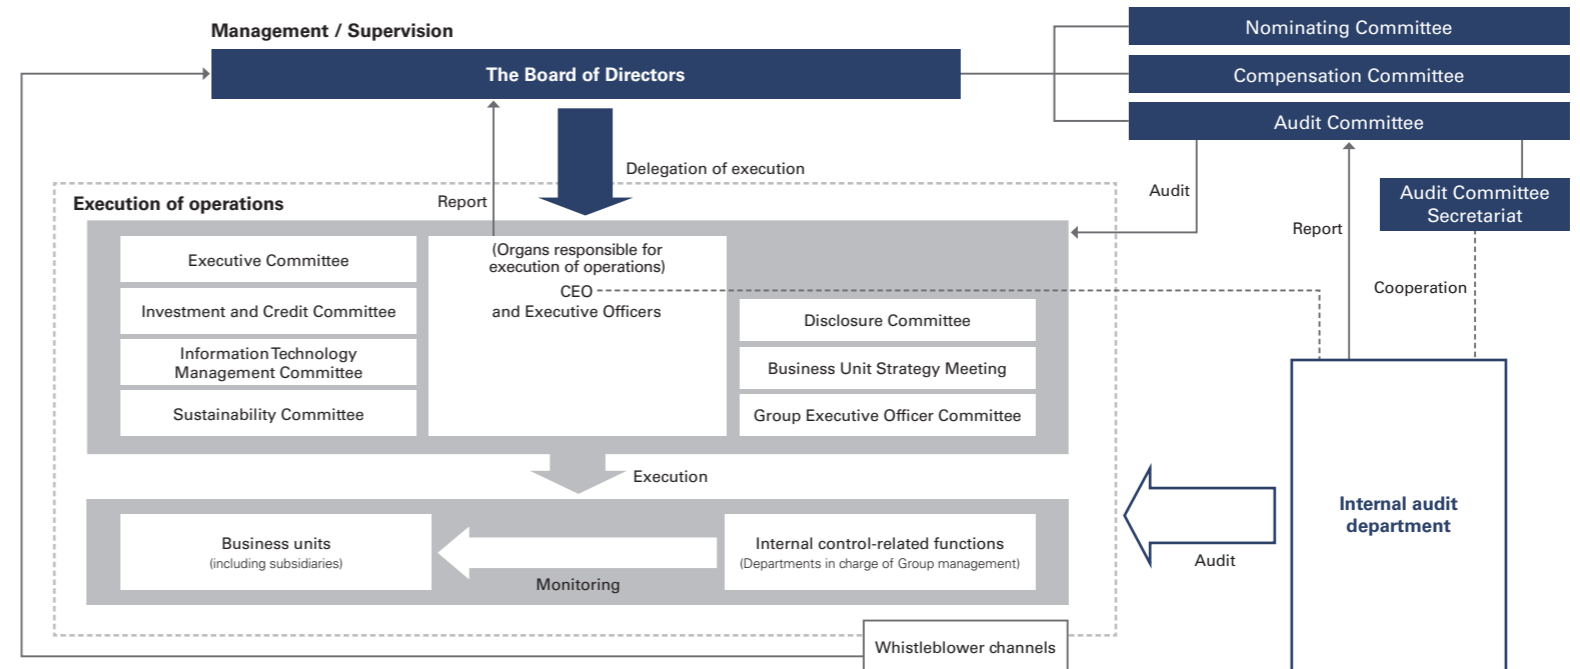 Management / Supervision
The Board of Directors
Nominating Committee
Compensation Committee
Audit Committee
Delegation of execution
Audit
Audit Committee
Secretariat
Execution of operations
Report
Report
Cooperation
Executive Committee
Investment and Credit Committee
Information Technology
Management Committee
Sustainability Committee
(Organs responsible for
execution of operations)
CEO
and Executive Officers
Disclosure Committee
Business Unit Strategy Meeting
Group Executive Officer Committee
Execution
Business units
(including subsidiaries)
Monitoring
Internal control-related functions
(Departments in charge of Group management)
Audit
Internal audit
department
Whistleblower channels